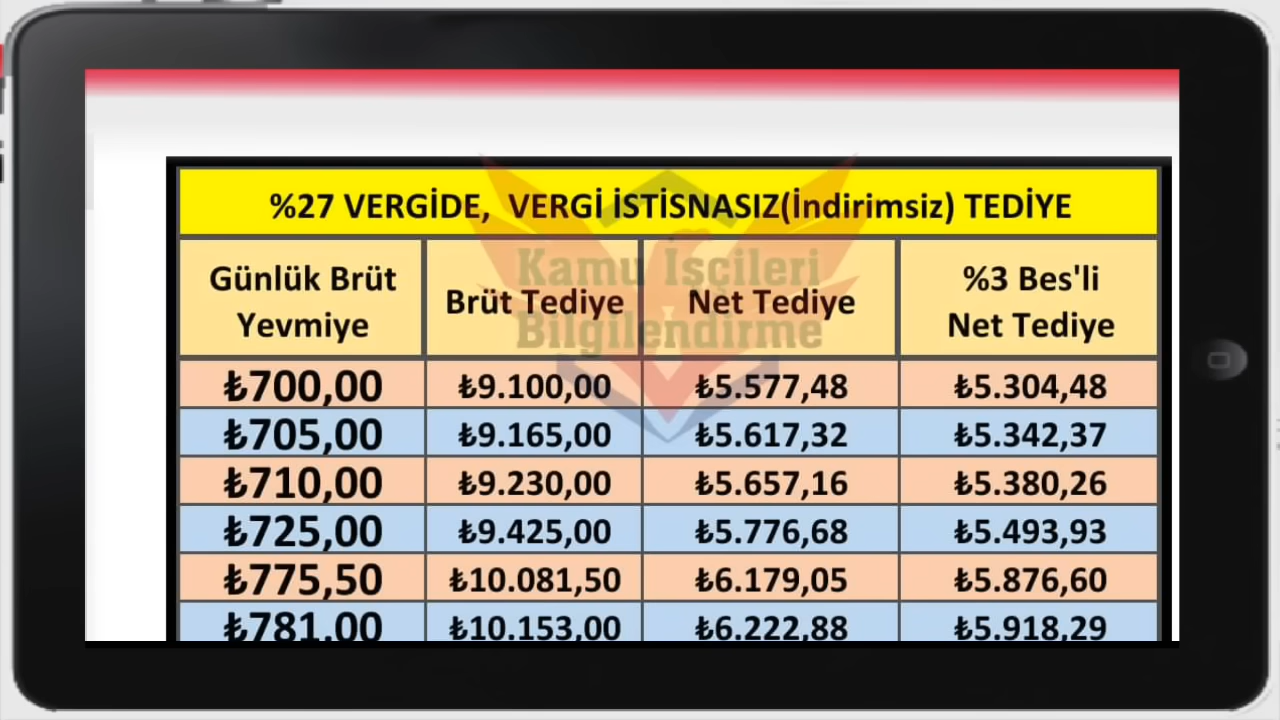 %27 VERGİDE, VERGİ İSTİSNASIZ(İndirimsiz) TEDİYE
Günlük Brüt Yevmiye
Brüt Tediye
Net Tediye
%3 Bes'li Net Tediye
Kamu İşçileri
Bilgilendirme
₺700,00 ₺9.100,00 ₺5.577,48 ₺5.304,48
₺705,00 ₺9.165,00 ₺5.617,32 ₺5.342,37
₺710,00 ₺9.230,00 ₺5.657,16 ₺5.380,26
₺725,00 ₺9.425,00 ₺5.776,68 ₺5.493,93
₺775,50 ₺10.081,50 ₺6.179,05 ₺5.876,60
₺781,00 ₺10.153,00 ₺6.222,88 ₺5.918,29